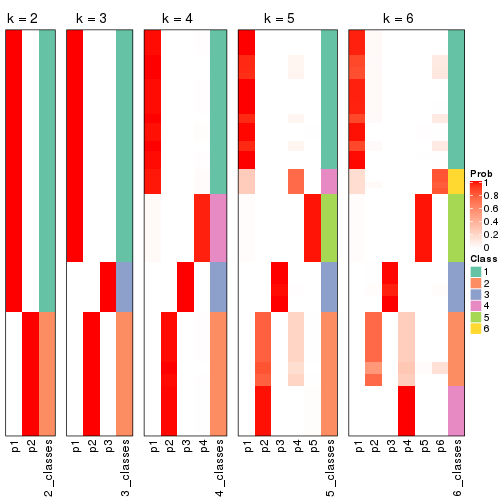 k = 2
k = 3
k = 4
k = 5
k = 6
p1
p2
2_classes
p1
p2
p3
3_classes
p1
p2
p3
p4
4_classes
p1
p2
p3
p4
p5
5_classes
p1
p2
p3
p4
p5
p6
6_classes
Prob
1
0.8
0.6
0.4
0.2
0
Class
1
2
3
4
5
6